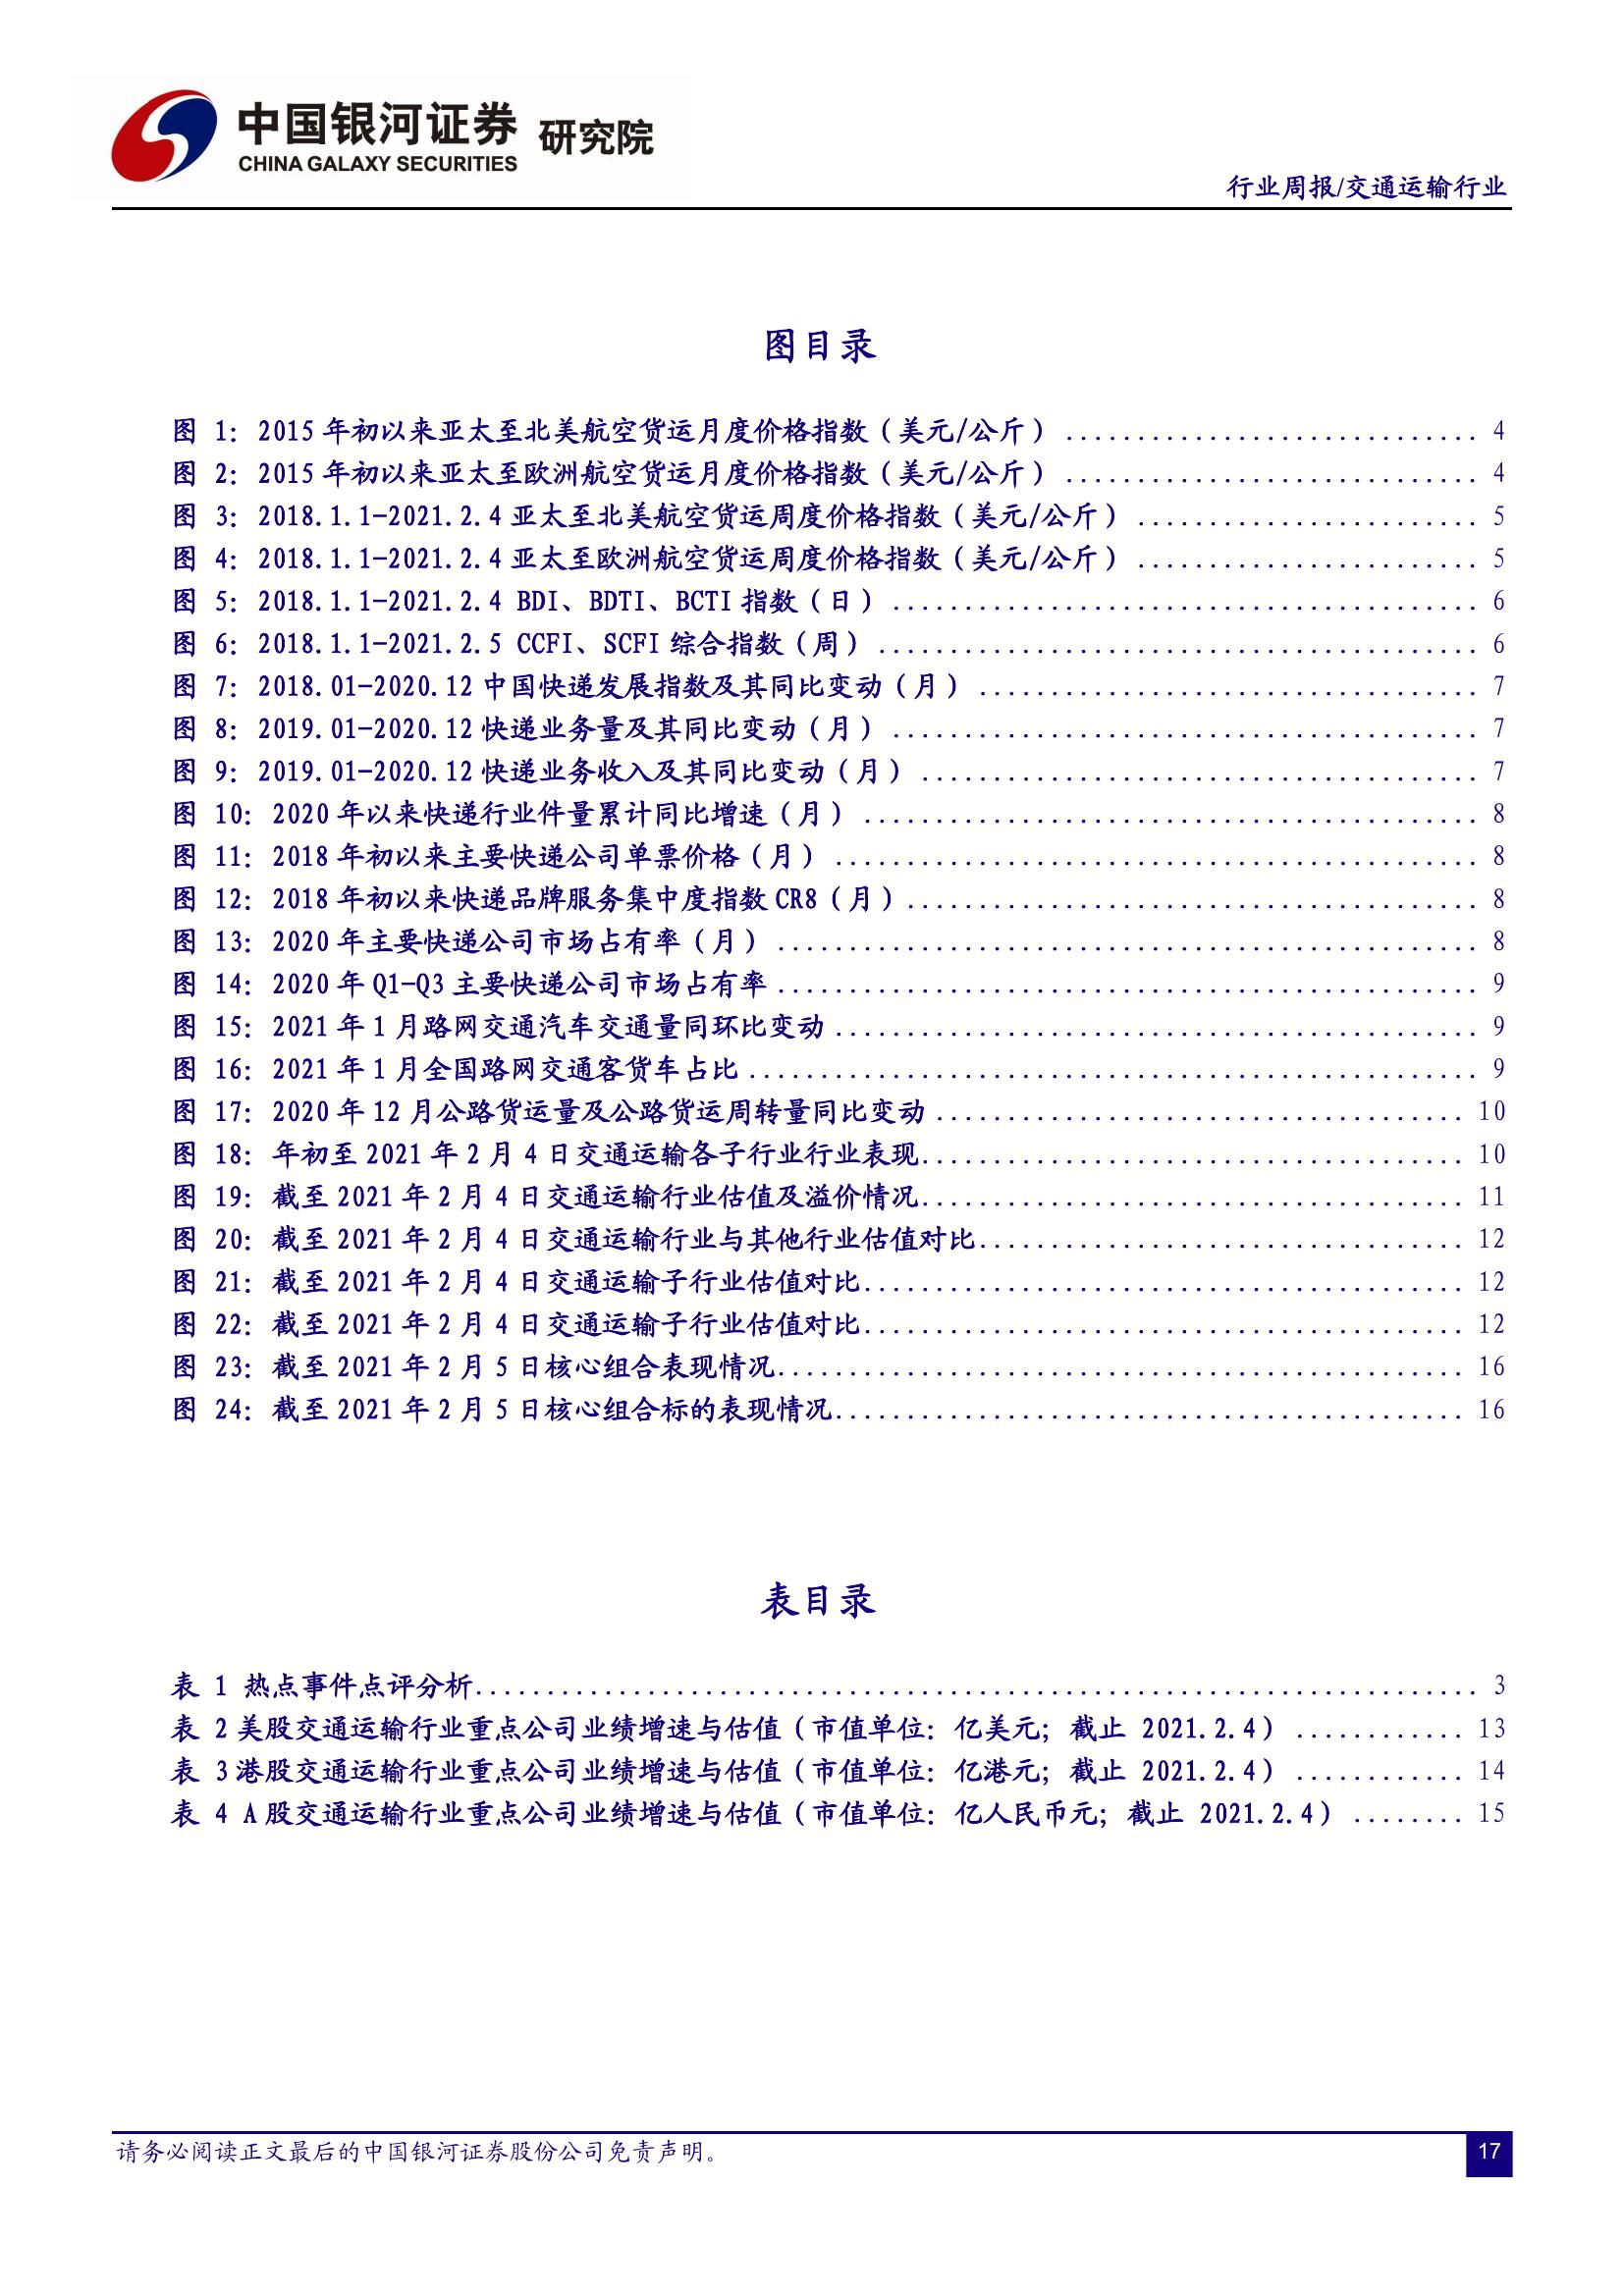 中国银河证券 研究院
CHINA GALAXY SECURITIES
行业周报/交通运输行业
图目录
图 1: 2015 年初以来亚太至北美航空货运月度价格指数（美元/公斤） ............................. 4
图 2: 2015 年初以来亚太至欧洲航空货运月度价格指数（美元/公斤） ............................. 4
图 3: 2018.1.1-2021.2.4 亚太至北美航空货运周度价格指数（美元/公斤） ........................ 5
图 4: 2018.1.1-2021.2.4 亚太至欧洲航空货运周度价格指数（美元/公斤） ........................ 5
图 5: 2018.1.1-2021.2.4 BDI、BDTI、BCTI 指数（日） ......................................... 6
图 6: 2018.1.1-2021.2.5 CCFI、SCFI 综合指数（周） .......................................... 6
图 7: 2018.01-2020.12 中国快递发展指数及其同比变动（月） ................................... 7
图 8: 2019.01-2020.12 快递业务量及其同比变动（月） ......................................... 7
图 9: 2019.01-2020.12 快递业务收入及其同比变动（月） ....................................... 7
图 10: 2020 年以来快递行业件量累计同比增速（月） ........................................... 8
图 11: 2018 年初以来主要快递公司单票价格（月） ............................................. 8
图 12: 2018 年初以来快递品牌服务集中度指数 CR8（月） ........................................ 8
图 13: 2020 年主要快递公司市场占有率（月） ................................................. 8
图 14: 2020 年 Q1-Q3 主要快递公司市场占有率 ................................................. 9
图 15: 2021 年 1 月路网交通汽车交通量同环比变动 ............................................. 9
图 16: 2021 年 1 月全国路网交通客货车占比 ................................................... 9
图 17: 2020 年 12 月公路货运量及公路货运周转量同比变动 ..................................... 10
图 18: 年初至 2021 年 2 月 4 日交通运输各子行业行业表现...................................... 10
图 19: 截至 2021 年 2 月 4 日交通运输行业估值及溢价情况...................................... 11
图 20: 截至 2021 年 2 月 4 日交通运输行业与其他行业估值对比.................................. 12
图 21: 截至 2021 年 2 月 4 日交通运输子行业估值对比.......................................... 12
图 22: 截至 2021 年 2 月 4 日交通运输子行业估值对比.......................................... 12
图 23: 截至 2021 年 2 月 5 日核心组合表现情况................................................ 16
图 24: 截至 2021 年 2 月 5 日核心组合标的表现情况............................................ 16
表目录
表 1 热点事件点评分析...................................................................... 3
表 2 美股交通运输行业重点公司业绩增速与估值（市值单位: 亿美元; 截止 2021.2.4） ............ 13
表 3 港股交通运输行业重点公司业绩增速与估值（市值单位: 亿港元; 截止 2021.2.4） ............ 14
表 4 A 股交通运输行业重点公司业绩增速与估值（市值单位: 亿人民币元; 截止 2021.2.4） ........ 15
请务必阅读正文最后的中国银河证券股份公司免责声明。
17